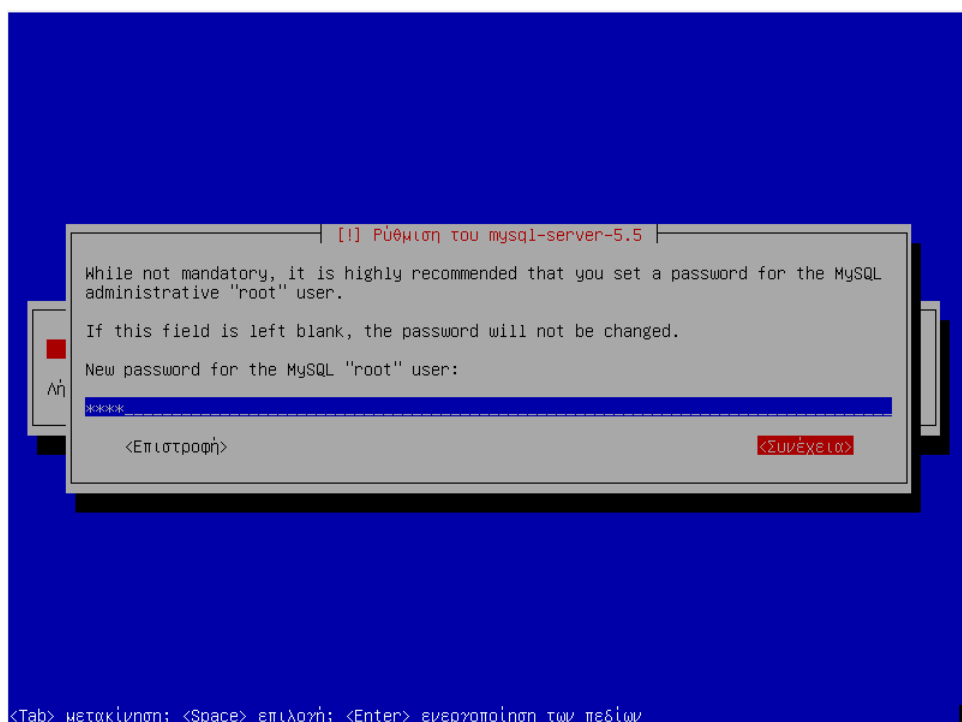 [!] Ρύθμιση του mysql-server-5.5
While not mandatory, it is highly recommended that you set a password for the MySQL
administrative "root" user.
If this field is left blank, the password will not be changed.
New password for the MySQL "root" user:
Λή
****
<Επιστροφή> <Συνέχεια>
<Tab> μετακίνηση; <Space> επιλογή; <Enter> ενεργοποίηση των πεδίων